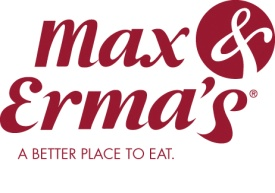 Max &
Erma's®
A BETTER PLACE TO EAT.